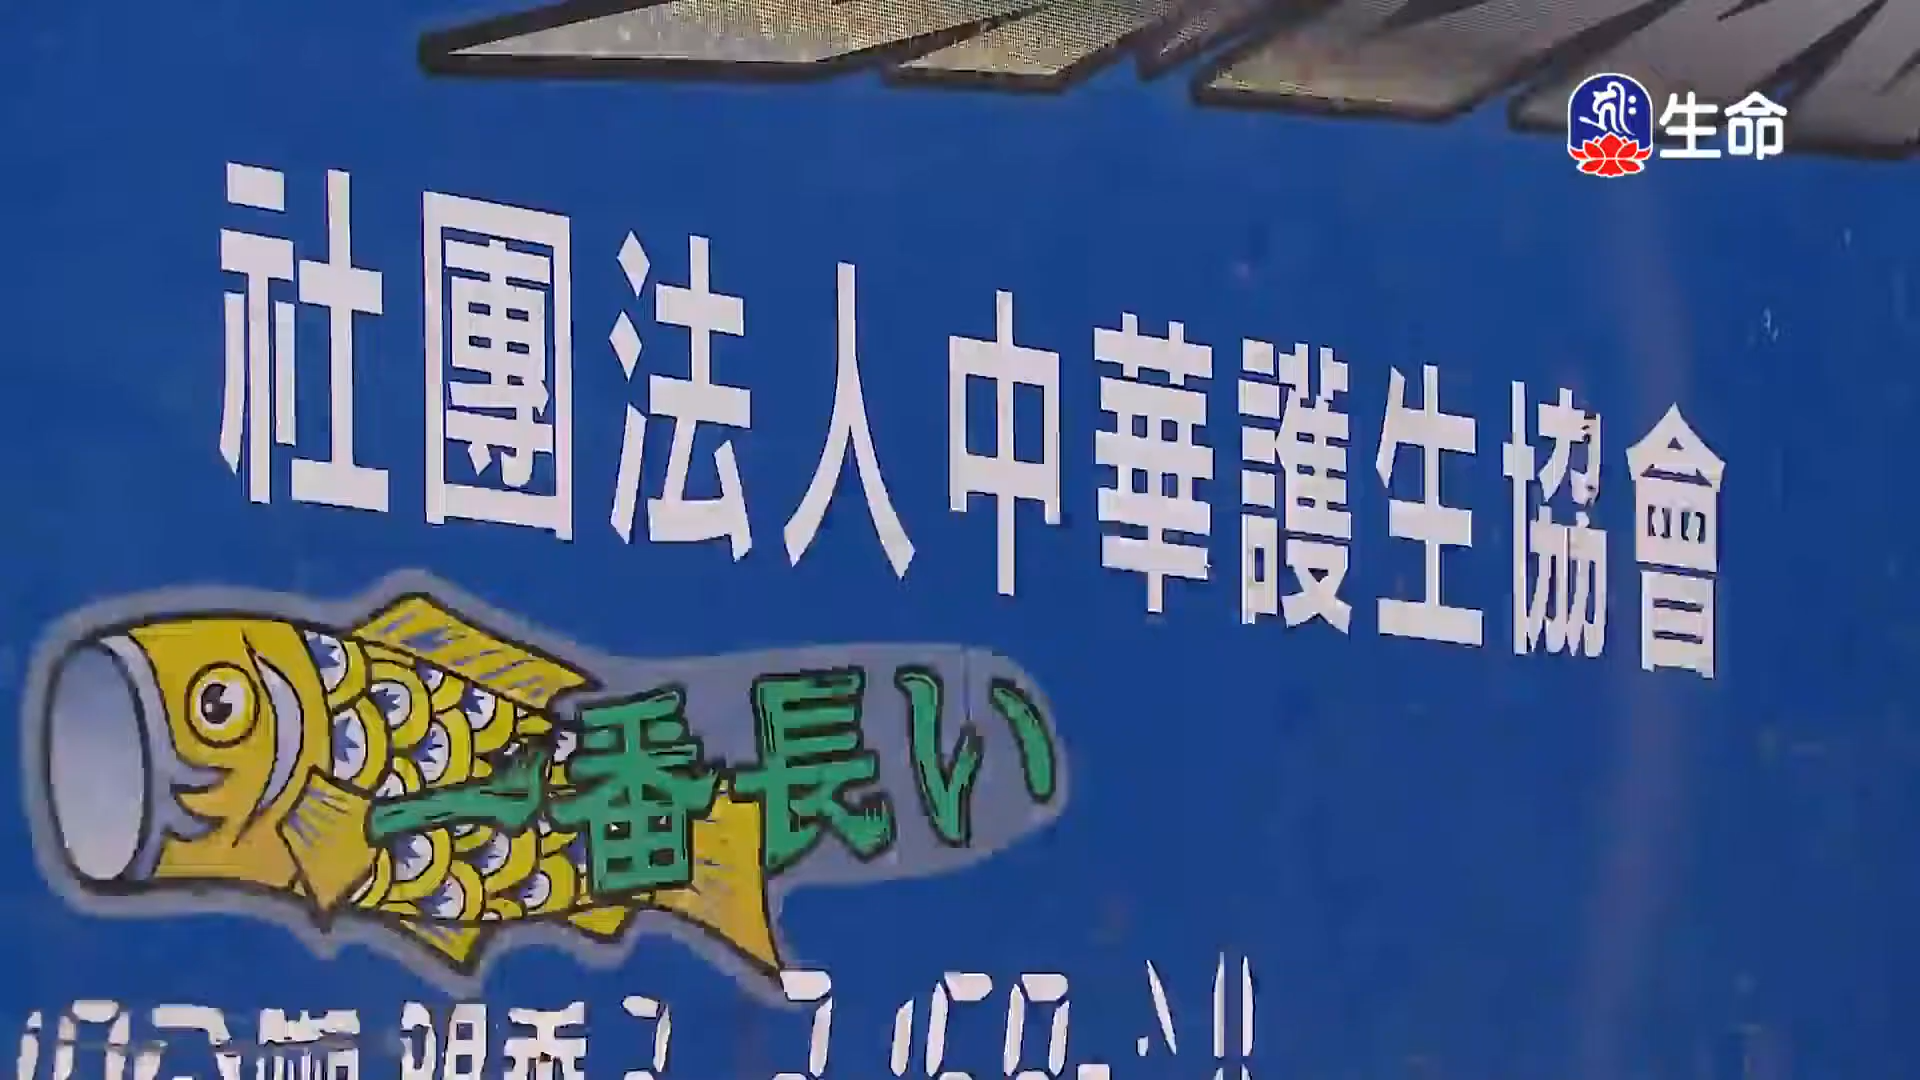 生命
社團法人中華護生協會
一番長い